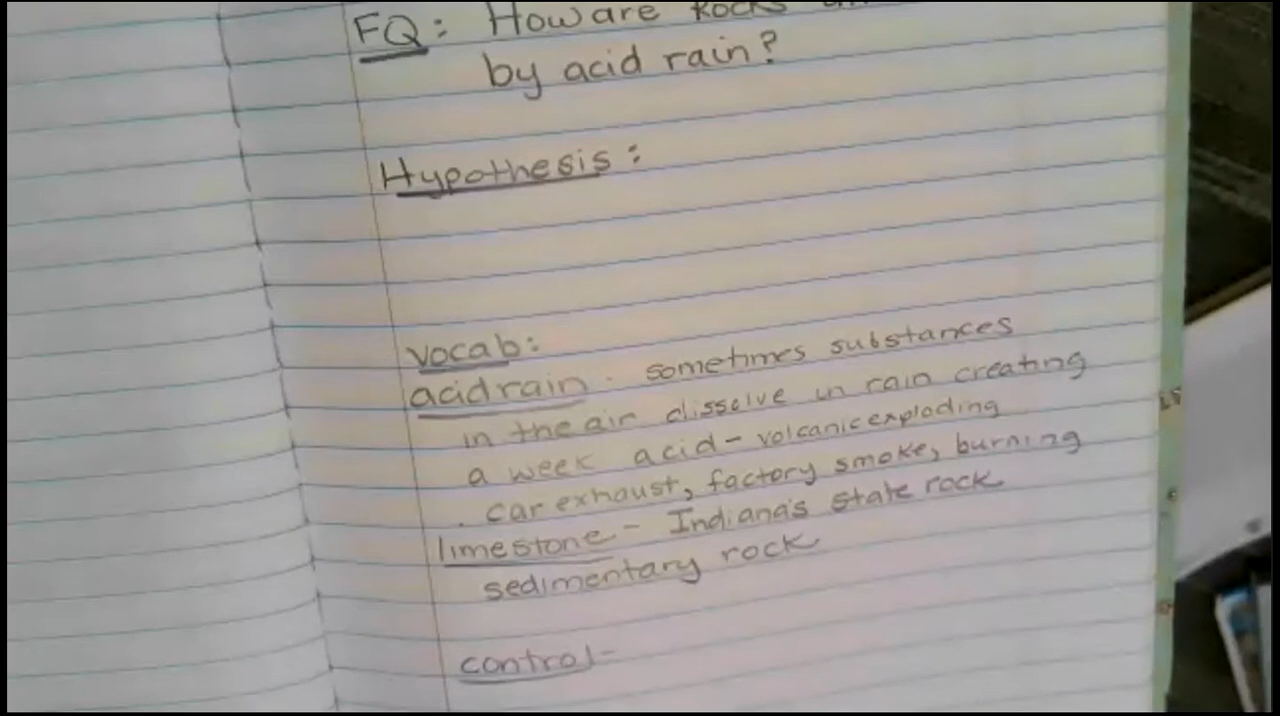 FQ: How are Rocks
by acid rain?
Hypothesis:
Vocab:
acid rain. sometimes substances
in the air dissolve in rain creating
a week acid - volcanic exploding
. car exhaust, factory smoke, burning
limestone - Indiana's state rock
sedimentary rock
control-